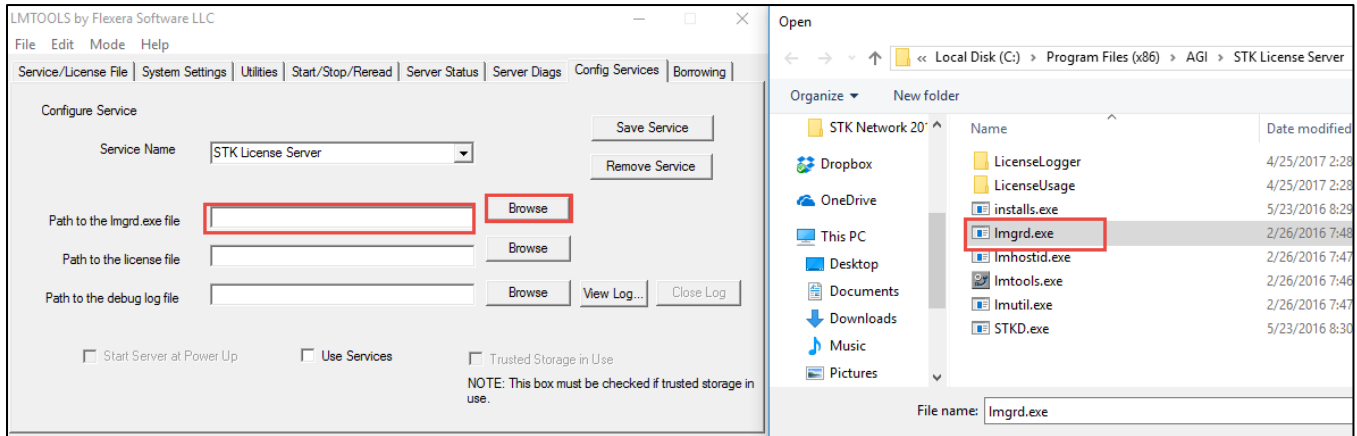 LMTOOLS by Flexera Software LLC
File Edit Mode Help
Service/License File System Settings Utilities Start/Stop/Reread Server Status Server Diags Config Services Borrowing
Configure Service
Save Service
Service Name STK License Server
Remove Service
Path to the lmgrd.exe file Browse
Path to the license file Browse
Path to the debug log file Browse View Log... Close Log
Start Server at Power Up Use Services Trusted Storage in Use
NOTE: This box must be checked if trusted storage in
use.
Open
« Local Disk (C:) › Program Files (x86) › AGI › STK License Server
Organize New folder
STK Network 201
Dropbox
OneDrive
This PC
Desktop
Documents
Downloads
Music
Pictures
Name Date modified
LicenseLogger 4/25/2017 2:28
LicenseUsage 4/25/2017 2:28
installs.exe 5/23/2016 8:29
lmgrd.exe 2/26/2016 7:48
lmhostid.exe 2/26/2016 7:47
lmtools.exe 2/26/2016 7:46
lmutil.exe 2/26/2016 7:47
STKD.exe 5/23/2016 8:30
File name: lmgrd.exe